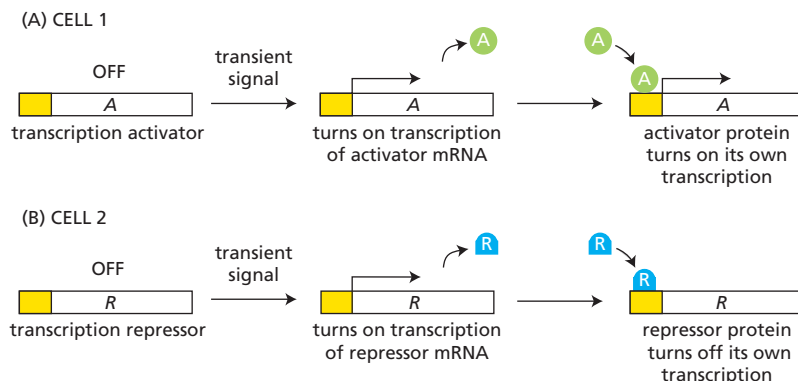 (A) CELL 1
OFF
transient
signal
A
A
A
A
A
A
transcription activator
turns on transcription
of activator mRNA
activator protein
turns on its own
transcription
(B) CELL 2
OFF
transient
signal
R
R
R
R
R
R
transcription repressor
turns on transcription
of repressor mRNA
repressor protein
turns off its own
transcription